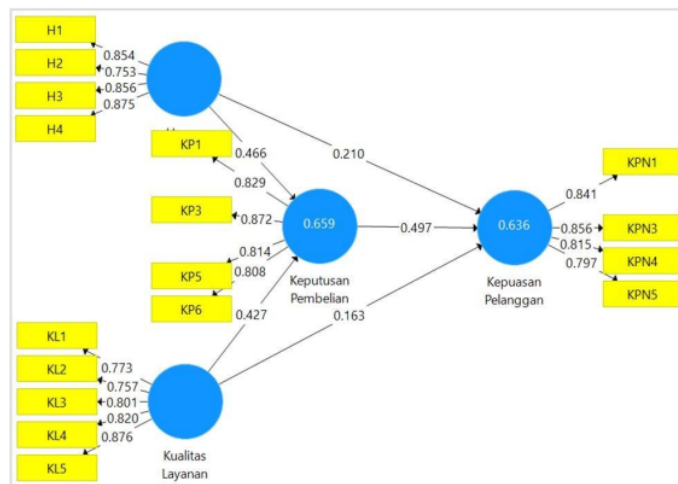 H1
0.854
H2
0.753
H3
0.856
H4
0.875
KP1
0.466
0.210
0.829
KPN1
0.841
KP3
0.872
0.659
0.497
0.636
0.856
KPN3
0.815
KPN4
0.797
KPN5
0.814
KP5
0.808
KP6
Keputusan
Pembelian
Kepuasan
Pelanggan
0.427
0.163
KL1
0.773
KL2
0.757
KL3
0.801
KL4
0.820
KL5
0.876
Kualitas
Layanan